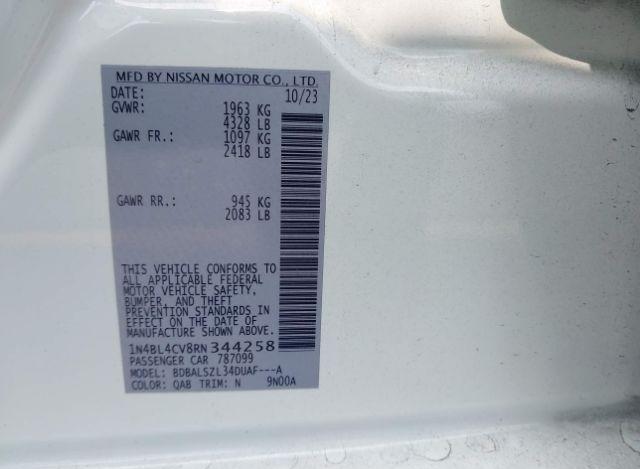 MFD BY NISSAN MOTOR CO., LTD.
DATE: 10/23
GVWR: 1963 KG
4328 LB
GAWR FR.: 1097 KG
2418 LB
GAWR RR.: 945 KG
2083 LB
THIS VEHICLE CONFORMS TO
ALL APPLICABLE FEDERAL
MOTOR VEHICLE SAFETY,
BUMPER, AND THEFT
PREVENTION STANDARDS IN
EFFECT ON THE DATE OF
MANUFACTURE SHOWN ABOVE.
1N4BL4CV8RN344258
PASSENGER CAR 787099
MODEL: BDBALSZL34DUAF---A
COLOR: QAB TRIM: N 9N00A